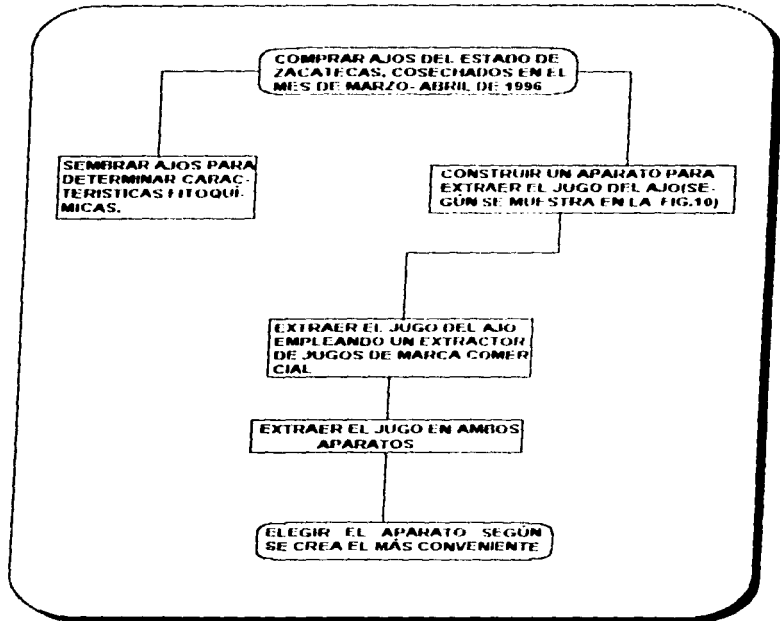 COMPRAR AJOS DEL ESTADO DE
ZACATECAS, COSECHADOS EN EL
MES DE MARZO- ABRIL DE 1996
SEMBRAR AJOS PARA
DETERMINAR CARAC-
TERISTICAS FITOQUÍ-
MICAS.
CONSTRUIR UN APARATO PARA
EXTRAER EL JUGO DEL AJO(SE-
GÚN SE MUESTRA EN LA FIG.10)
EXTRAER EL JUGO DEL AJO
EMPLEANDO UN EXTRACTOR
DE JUGOS DE MARCA COMER
CIAL
EXTRAER EL JUGO EN AMBOS
APARATOS
ELEGIR EL APARATO SEGÚN
SE CREA EL MÁS CONVENIENTE